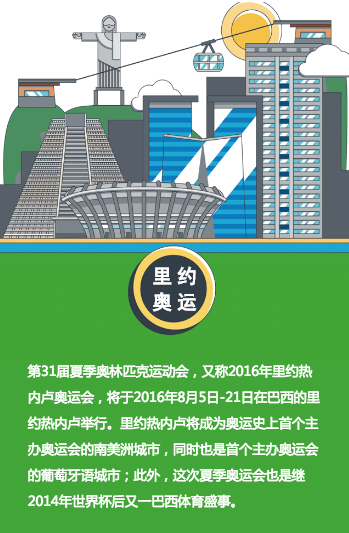 里约
奥运
第31届夏季奥林匹克运动会，又称2016年里约热
内卢奥运会，将于2016年8月5日-21日在巴西的里
约热内卢举行。里约热内卢将成为奥运史上首个主
办奥运会的南美洲城市，同时也是首个主办奥运会
的葡萄牙语城市；此外，这次夏季奥运会也是继
2014年世界杯后又一巴西体育盛事。